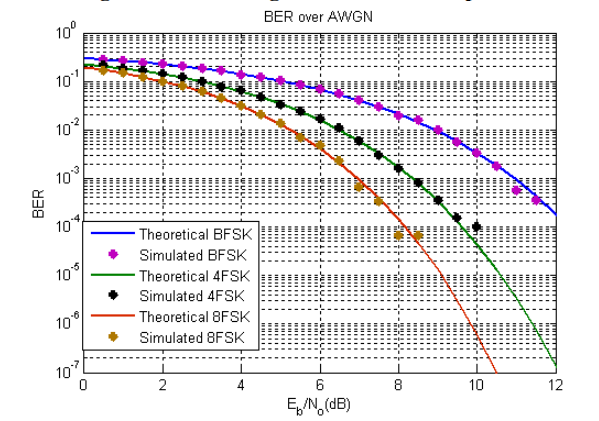 BER over AWGN
10^0
10^-1
10^-2
10^-3
10^-4
10^-5
10^-6
10^-7
BER
Theoretical BFSK
Simulated BFSK
Theoretical 4FSK
Simulated 4FSK
Theoretical 8FSK
Simulated 8FSK
0 2 4 6 8 10 12
E_b/N_o(dB)